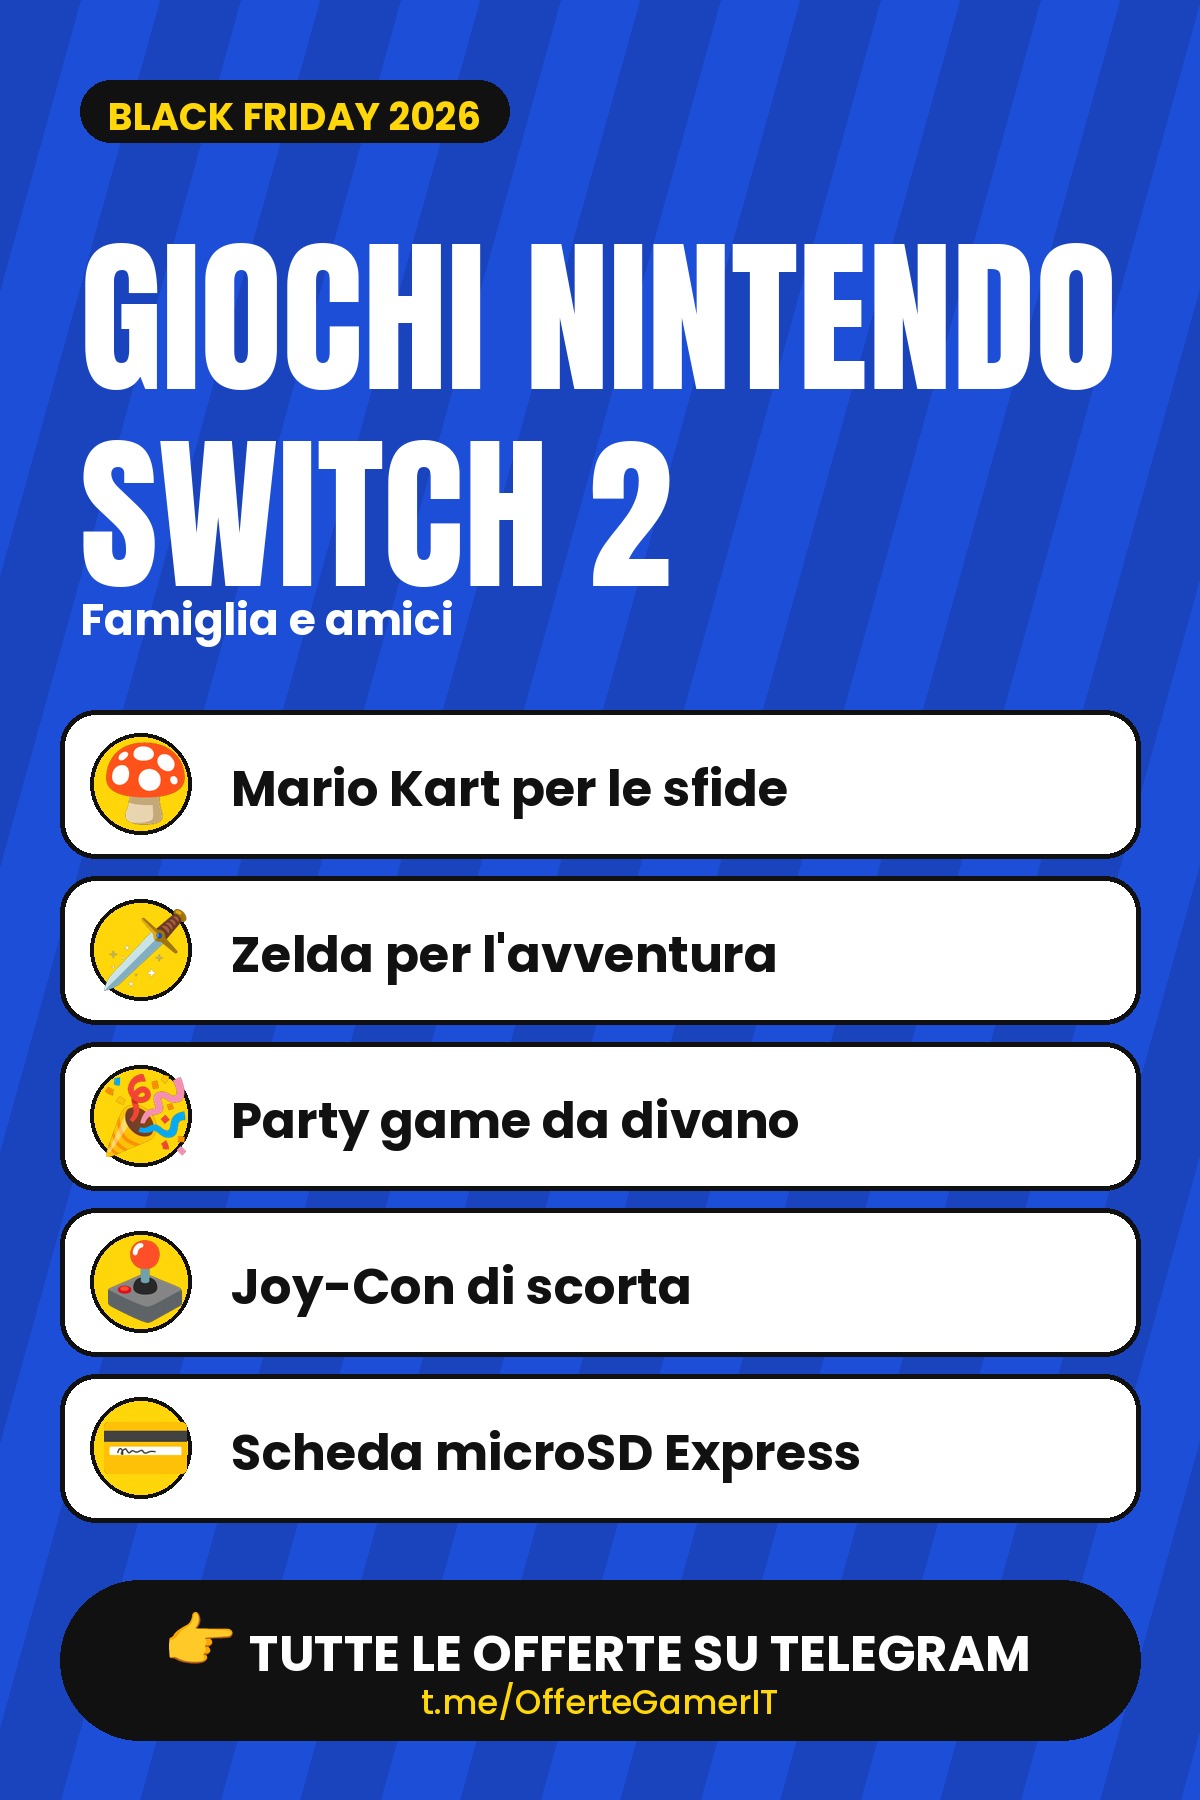 BLACK FRIDAY 2026
GIOCHI NINTENDO
SWITCH 2
Famiglia e amici
Mario Kart per le sfide
Zelda per l'avventura
Party game da divano
Joy-Con di scorta
Scheda microSD Express
TUTTE LE OFFERTE SU TELEGRAM
t.me/OfferteGamerIT